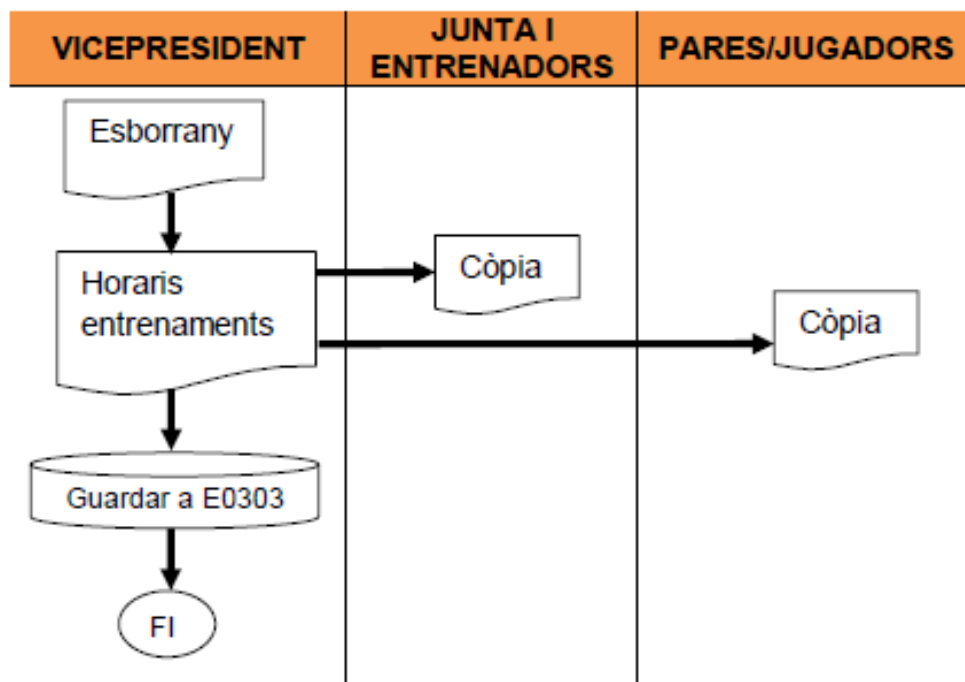 VICEPRESIDENT
JUNTA I
ENTRENADORS
PARES/JUGADORS
Esborrany
Horaris
entrenaments
Còpia
Còpia
Guardar a E0303
FI